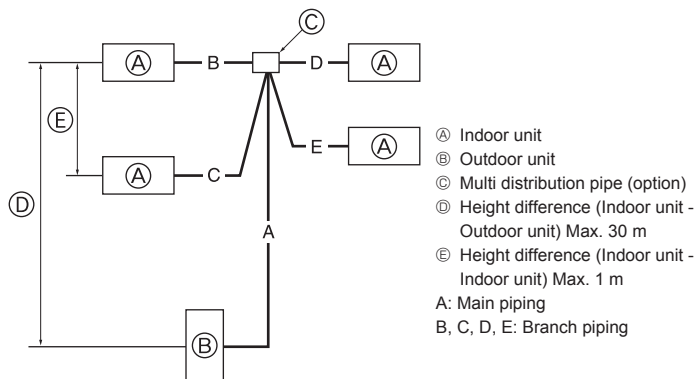 Ⓒ
Ⓐ B D Ⓐ
Ⓔ
Ⓐ C E Ⓐ
Ⓓ
A
Ⓑ
Ⓐ Indoor unit
Ⓑ Outdoor unit
Ⓒ Multi distribution pipe (option)
Ⓓ Height difference (Indoor unit -
Outdoor unit) Max. 30 m
Ⓔ Height difference (Indoor unit -
Indoor unit) Max. 1 m
A: Main piping
B, C, D, E: Branch piping